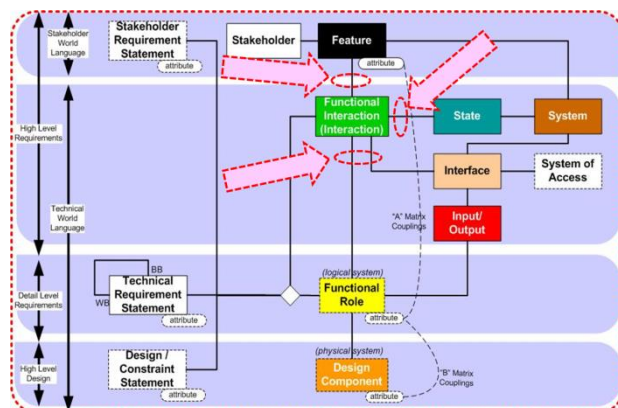 Stakeholder
World
Language
Stakeholder
Requirement
Statement
attribute
Stakeholder
Feature
attribute
High Level
Requirements
Technical
World
Language
Functional
Interaction
(Interaction)
State
System
Interface
System of
Access
Input/
Output
"A" Matrix
Couplings
Detail Level
Requirements
BB
WB
Technical
Requirement
Statement
attribute
(logical system)
Functional
Role
attribute
High Level
Design
Design /
Constraint
Statement
attribute
(physical system)
Design
Component
attribute
"B" Matrix
Couplings